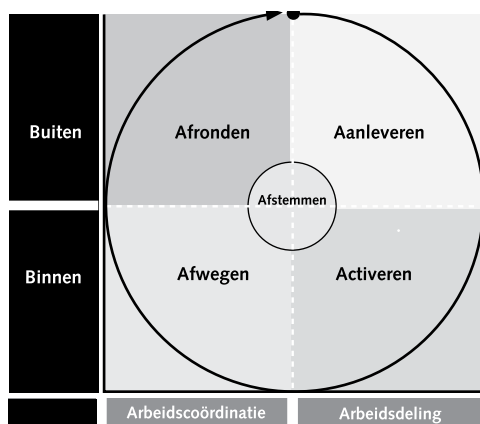 Buiten
Afronden
Aanleveren
Afstemmen
Binnen
Afwegen
Activeren
Arbeidscoördinatie
Arbeidsdeling